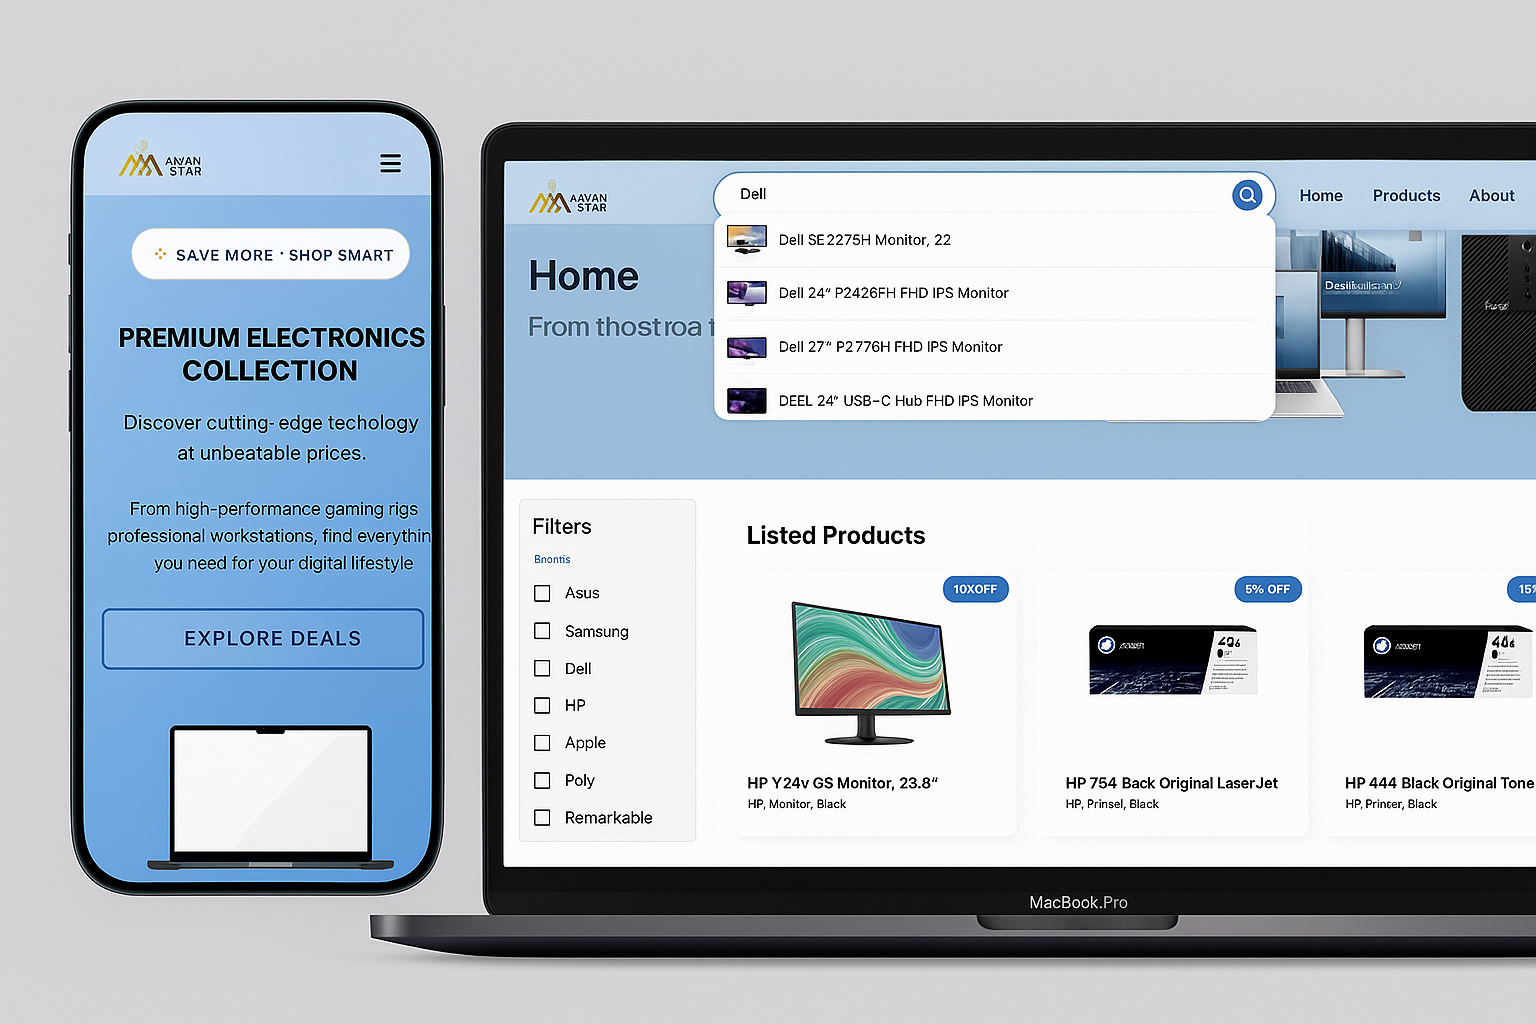 ANVAN
STAR
SAVE MORE · SHOP SMART
PREMIUM ELECTRONICS
COLLECTION
Discover cutting- edge techology
at unbeatable prices.
From high-performance gaming rigs
professional workstations, find everythin
you need for your digital lifestyle
EXPLORE DEALS
AAVAN
STAR
Dell
Home
Products
About
Dell SE2275H Monitor, 22
Dell 24" P2426FH FHD IPS Monitor
Dell 27" P2776H FHD IPS Monitor
DEEL 24" USB-C Hub FHD IPS Monitor
Home
From thostroa t
Filters
Bnontis
Asus
Samsung
Dell
HP
Apple
Poly
Remarkable
Listed Products
10XOFF
HP Y24v GS Monitor, 23.8"
HP, Monitor, Black
5% OFF
HP 754 Back Original LaserJet
HP, Prinsel, Black
15%
444
HP 444 Black Original Tone
HP, Printer, Black
MacBook.Pro